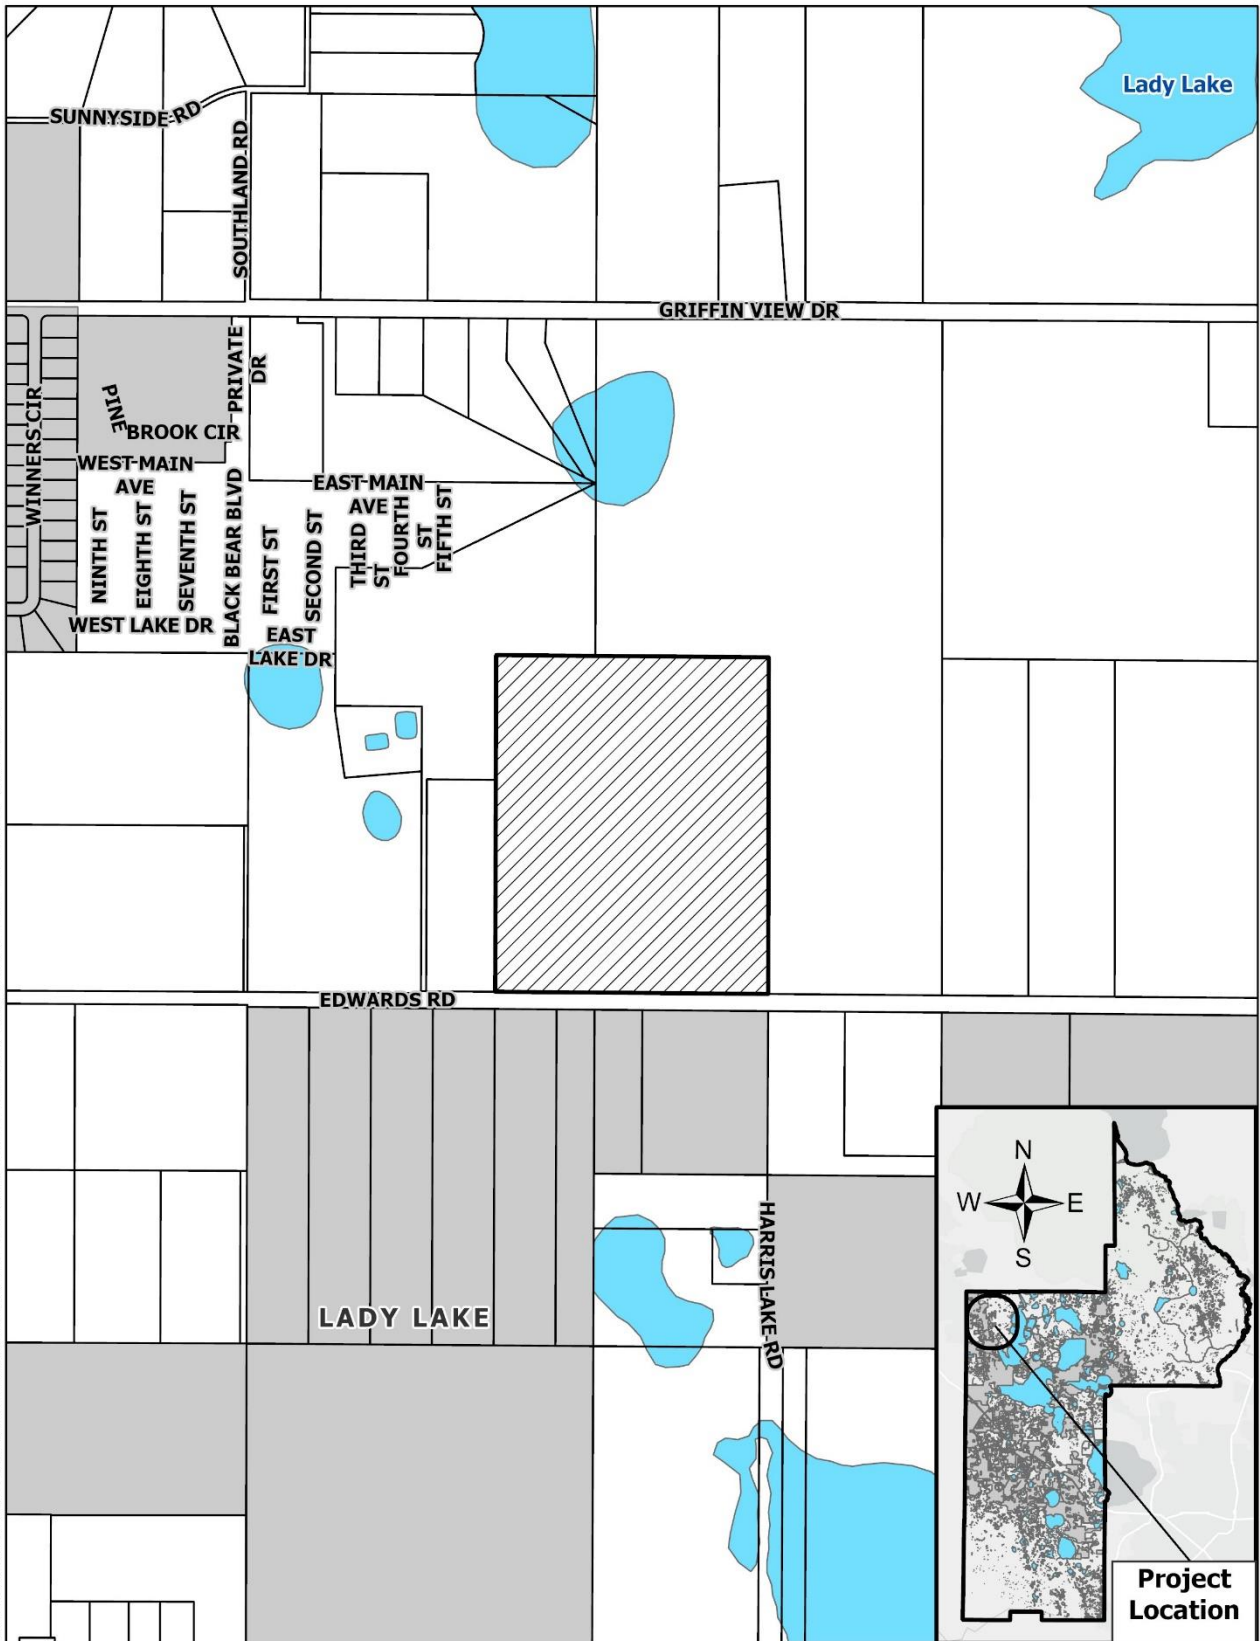 Lady Lake
SUNNYSIDE RD
SOUTHLAND RD
GRIFFIN VIEW DR
WINNERS CIR
PINE
BROOK CIR
PRIVATE
DR
WEST MAIN
AVE
EAST MAIN
AVE
NINTH ST
EIGHTH ST
SEVENTH ST
BLACK BEAR BLVD
FIRST ST
SECOND ST
THIRD
ST
FOURTH
ST
FIFTH ST
WEST LAKE DR
EAST
LAKE DR
EDWARDS RD
HARRIS LAKE RD
LADY LAKE
N
W
E
S
Project
Location